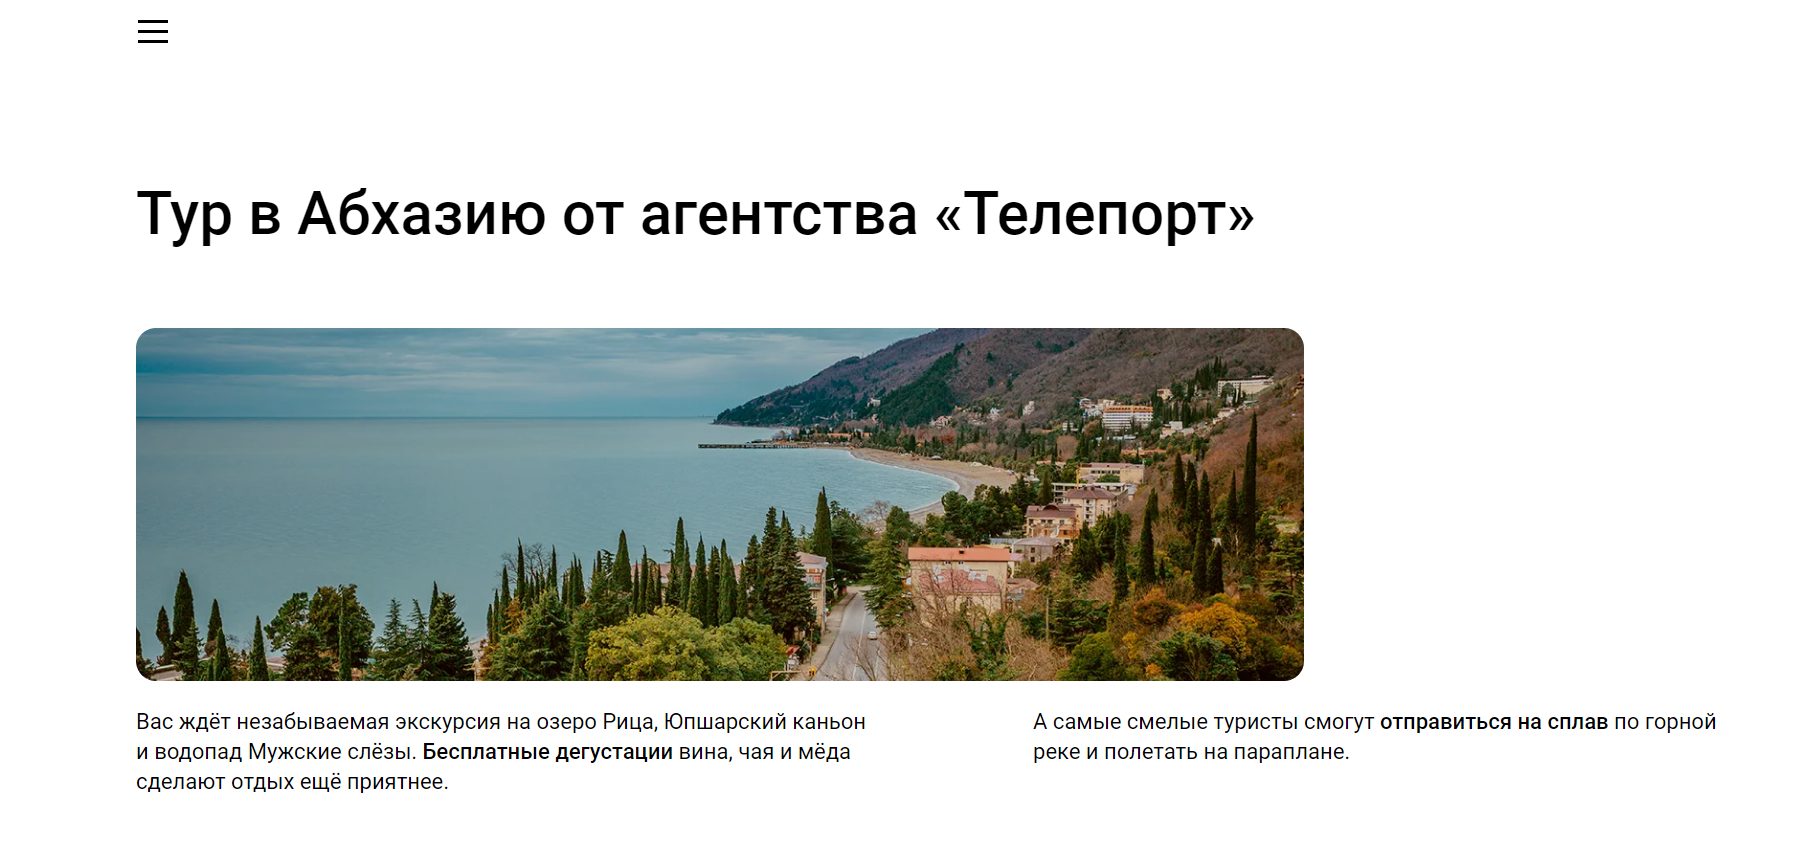 Тур в Абхазию от агентства «Телепорт»
Вас ждёт незабываемая экскурсия на озеро Рица, Юпшарский каньон
и водопад Мужские слёзы. Бесплатные дегустации вина, чая и мёда
сделают отдых ещё приятнее.
А самые смелые туристы смогут отправиться на сплав по горной
реке и полетать на параплане.